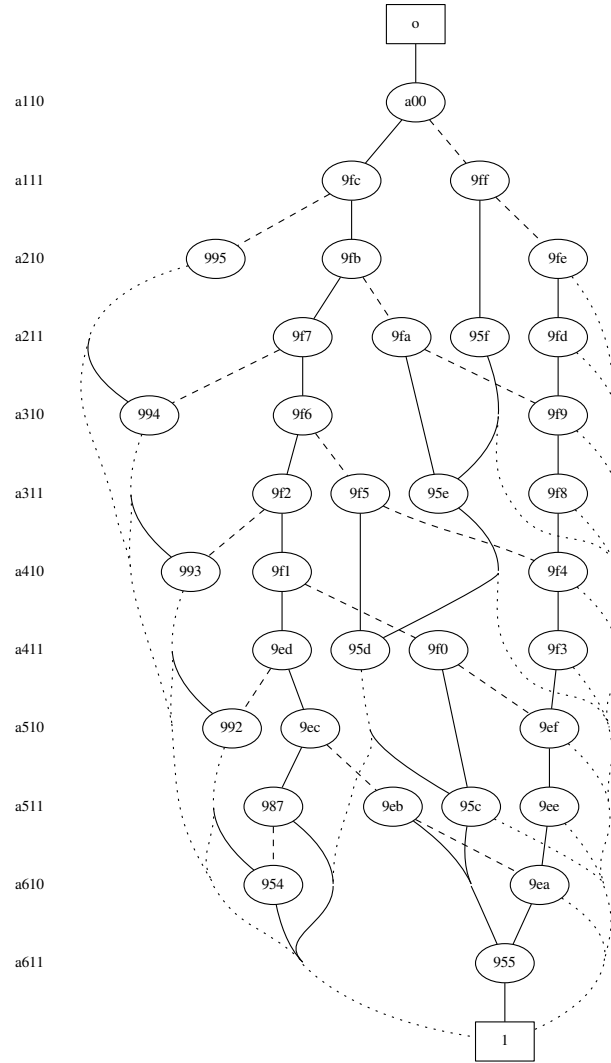 o
a110 a00
a111 9fc 9ff
a210 995 9fb 9fe
a211 9f7 9fa 95f 9fd
a310 994 9f6 9f9
a311 9f2 9f5 95e 9f8
a410 993 9f1 9f4
a411 9ed 95d 9f0 9f3
a510 992 9ec 9ef
a511 987 9eb 95c 9ee
a610 954 9ea
a611 955
1